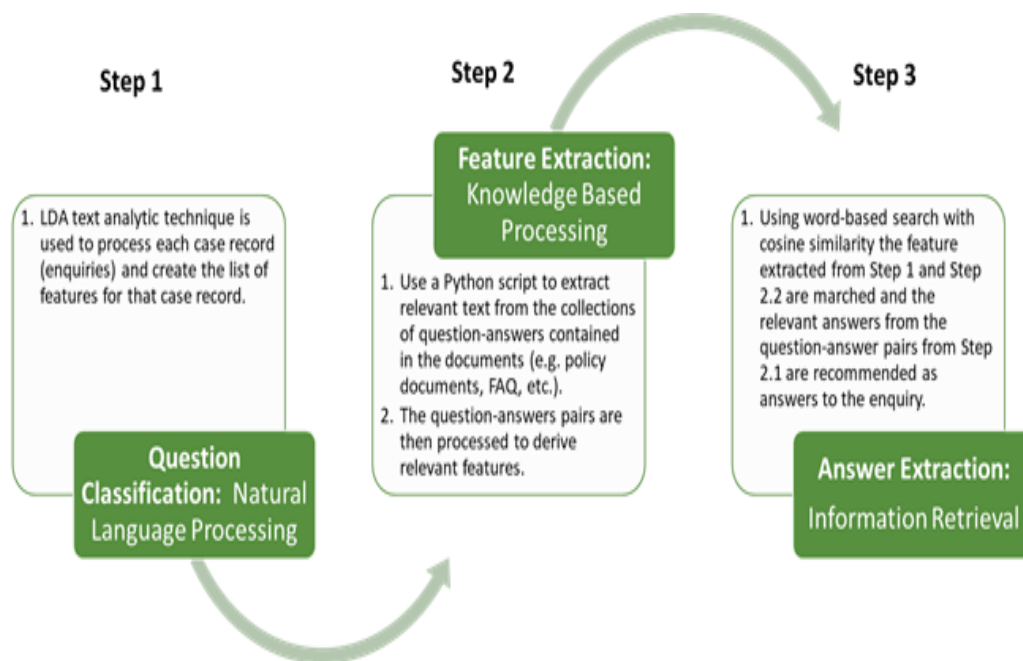 Step 1
1. LDA text analytic technique is
used to process each case record
(enquiries) and create the list of
features for that case record.
Question
Classification: Natural
Language Processing
Step 2
Feature Extraction:
Knowledge Based
Processing
1. Use a Python script to extract
relevant text from the collections
of question-answers contained
in the documents (e.g. policy
documents, FAQ, etc.).
2. The question-answers pairs are
then processed to derive
relevant features.
Step 3
1. Using word-based search with
cosine similarity the feature
extracted from Step 1 and Step
2.2 are marched and the
relevant answers from the
question-answer pairs from Step
2.1 are recommended as
answers to the enquiry.
Answer Extraction:
Information Retrieval